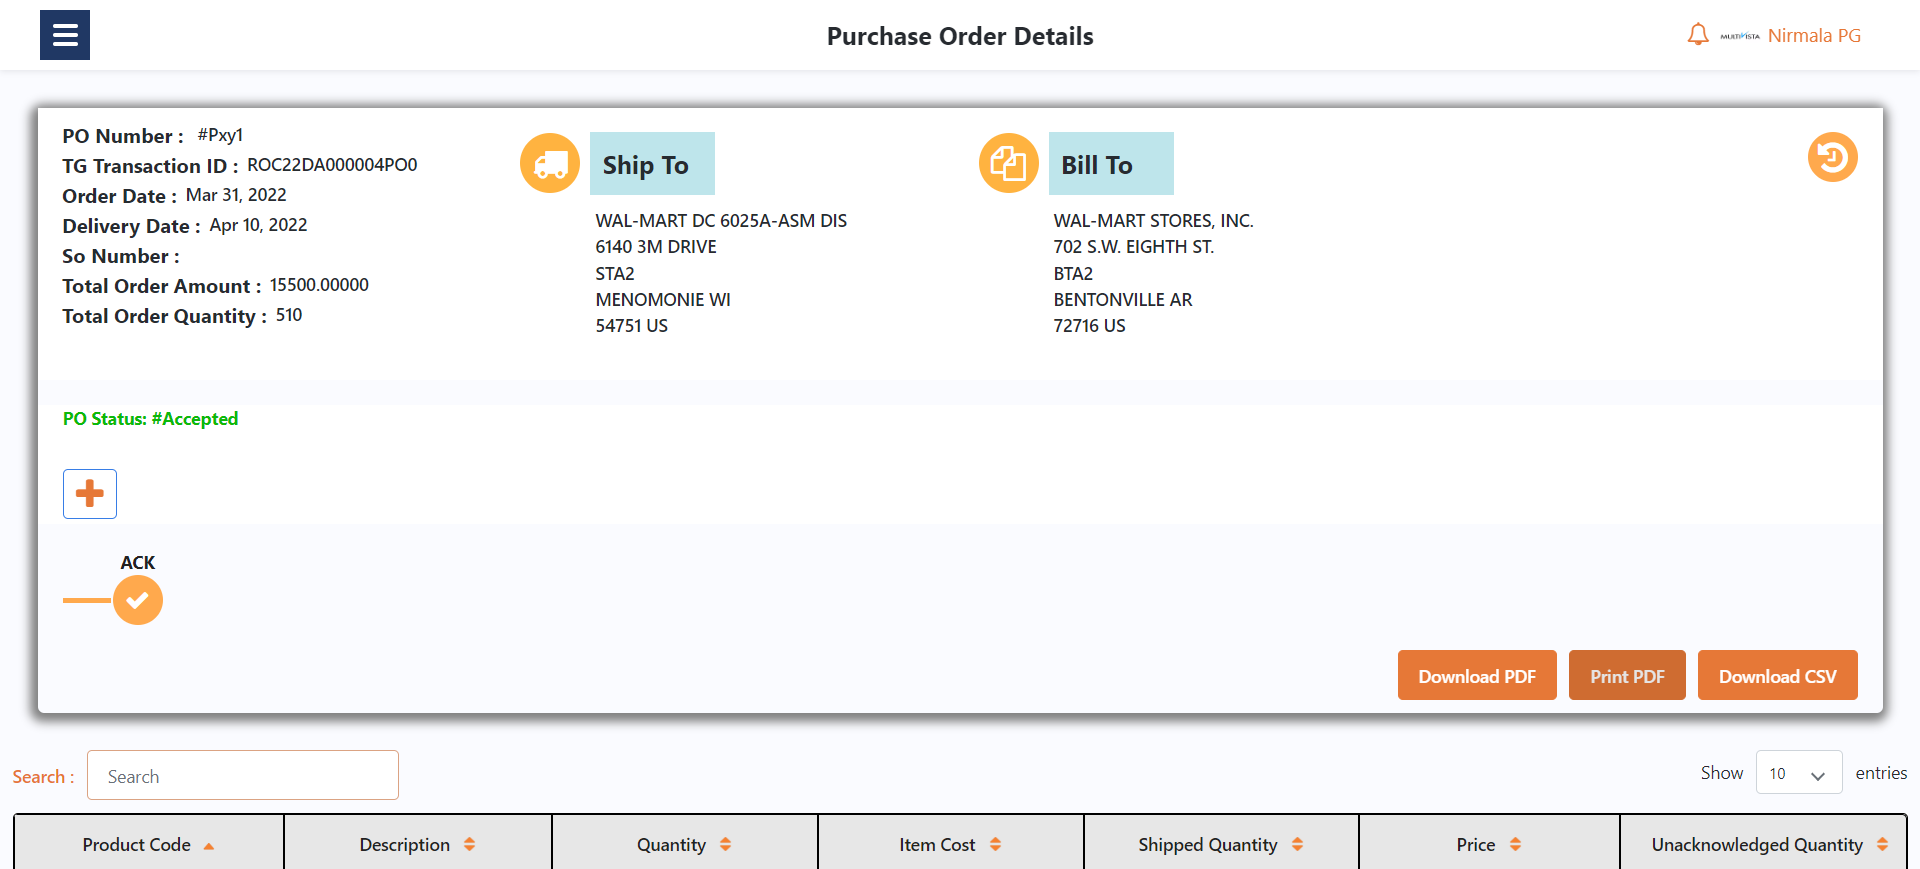 Purchase Order Details
MULTIVISTA Nirmala PG
PO Number : #Pxy1
TG Transaction ID : ROC22DA000004PO0
Order Date : Mar 31, 2022
Delivery Date : Apr 10, 2022
So Number :
Total Order Amount : 15500.00000
Total Order Quantity : 510
Ship To
WAL-MART DC 6025A-ASM DIS
6140 3M DRIVE
STA2
MENOMONIE WI
54751 US
Bill To
WAL-MART STORES, INC.
702 S.W. EIGHTH ST.
BTA2
BENTONVILLE AR
72716 US
PO Status: #Accepted
ACK
Download PDF Print PDF Download CSV
Search : Search
Show 10 entries
Product Code Description Quantity Item Cost Shipped Quantity Price Unacknowledged Quantity